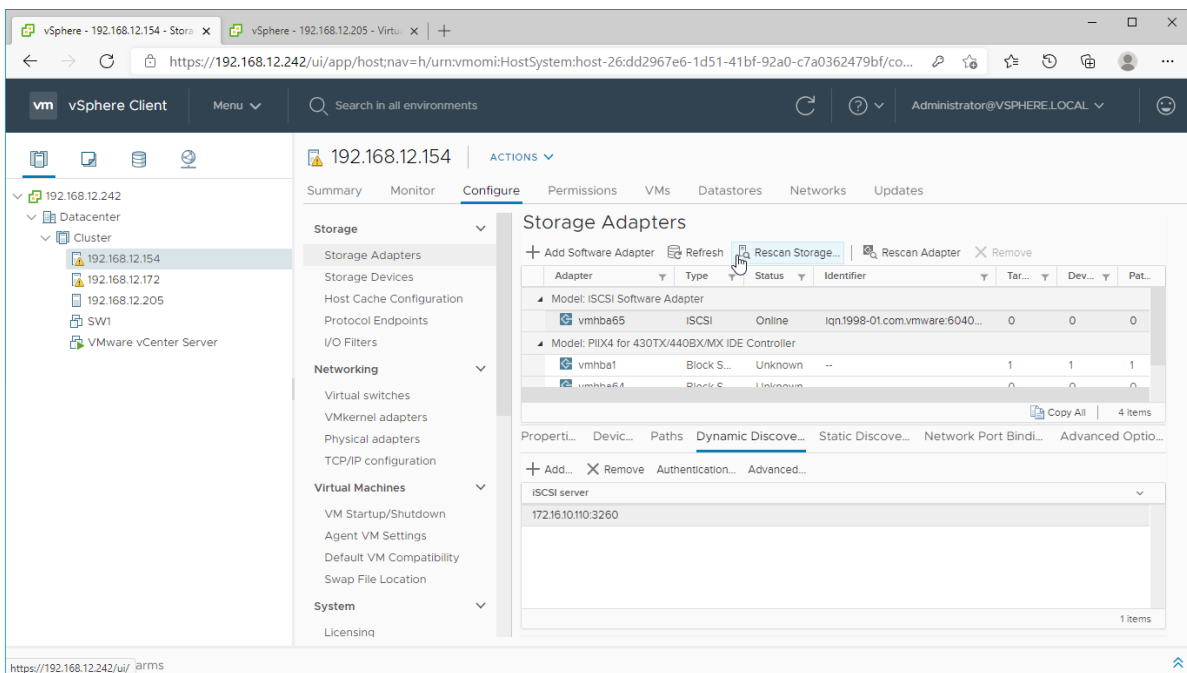 vSphere - 192.168.12.154 - Stora
vSphere - 192.168.12.205 - Virtu
https://192.168.12.242/ui/app/host;nav=h/urn:vmomi:HostSystem:host-26:dd2967e6-1d51-41bf-92a0-c7a0362479bf/co...
vm vSphere Client Menu Search in all environments Administrator@VSPHERE.LOCAL
192.168.12.242
Datacenter
Cluster
192.168.12.154
192.168.12.172
192.168.12.205
SW1
VMware vCenter Server
192.168.12.154 ACTIONS
Summary Monitor Configure Permissions VMs Datastores Networks Updates
Storage
Storage Adapters
Storage Devices
Host Cache Configuration
Protocol Endpoints
I/O Filters
Networking
Virtual switches
VMkernel adapters
Physical adapters
TCP/IP configuration
Virtual Machines
VM Startup/Shutdown
Agent VM Settings
Default VM Compatibility
Swap File Location
System
Licensing
Storage Adapters
Add Software Adapter Refresh Rescan Storage... Rescan Adapter Remove
Adapter Type Status Identifier Tar... Dev... Pat...
Model: iSCSI Software Adapter
vmhba65 iSCSI Online iqn.1998-01.com.vmware:6040... 0 0 0
Model: PIIX4 for 430TX/440BX/MX IDE Controller
vmhba1 Block S... Unknown -- 1 1 1
vmhba64 Block S Unknown 0 0 0
Copy All 4 items
Properti... Devic... Paths Dynamic Discove... Static Discove... Network Port Bindi... Advanced Optio...
Add... Remove Authentication... Advanced...
iSCSI server
172.16.10.110:3260
1 items
https://192.168.12.242/ui/ arms